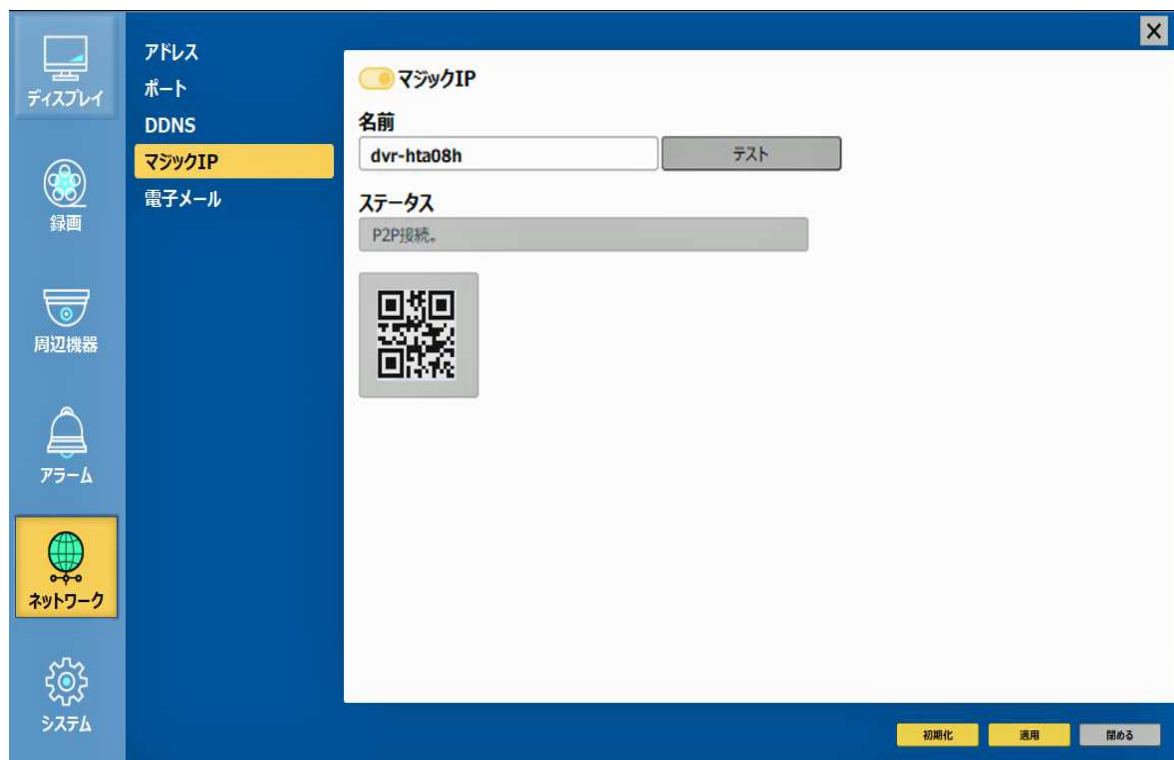 ディスプレイ
録画
周辺機器
アラーム
ネットワーク
システム
アドレス
ポート
DDNS
マジックIP
電子メール
マジックIP
名前
dvr-hta08h
テスト
ステータス
P2P接続。
初期化
適用
閉める